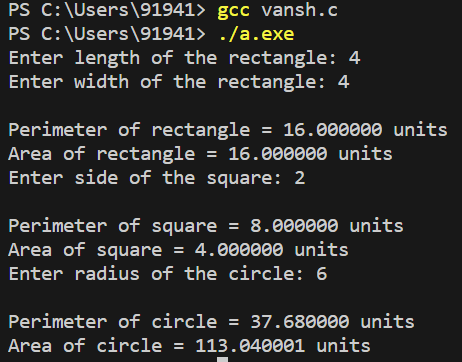 PS C:\Users\91941> gcc vansh.c
PS C:\Users\91941> ./a.exe
Enter length of the rectangle: 4
Enter width of the rectangle: 4
Perimeter of rectangle = 16.000000 units
Area of rectangle = 16.000000 units
Enter side of the square: 2
Perimeter of square = 8.000000 units
Area of square = 4.000000 units
Enter radius of the circle: 6
Perimeter of circle = 37.680000 units
Area of circle = 113.040001 units